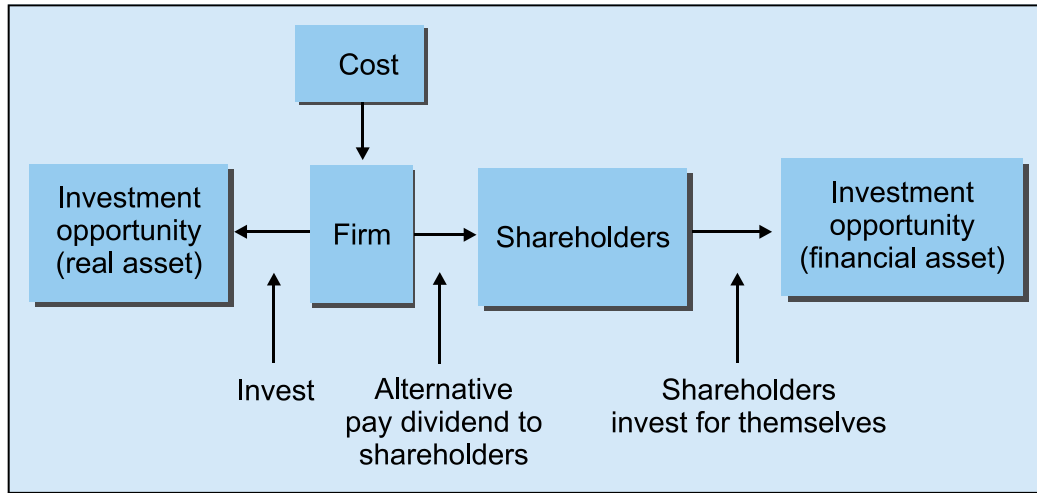 Cost
Investment
opportunity
(real asset)
Firm
Shareholders
Investment
opportunity
(financial asset)
Invest
Alternative
pay dividend to
shareholders
Shareholders
invest for themselves